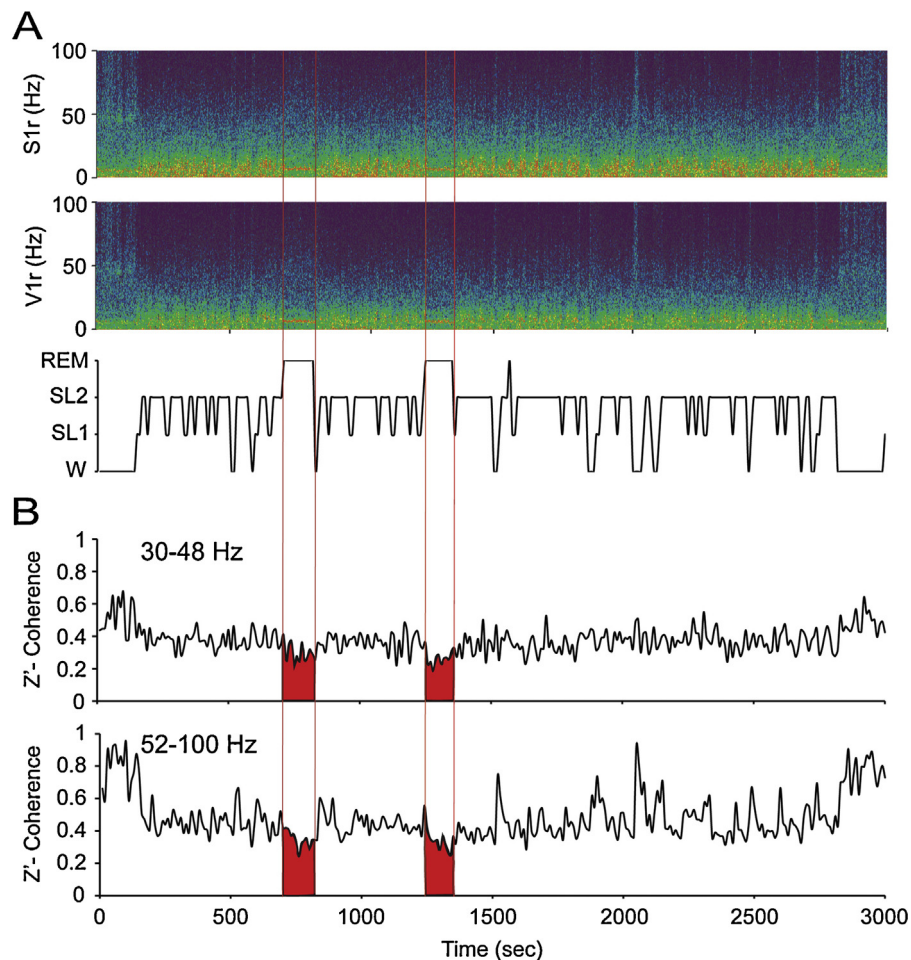 A
100
50
0
S1r (Hz)
100
50
0
V1r (Hz)
REM
SL2
SL1
W
B
1
0.8
0.6
0.4
0.2
0
Z'- Coherence
30-48 Hz
1
0.8
0.6
0.4
0.2
0
Z'- Coherence
52-100 Hz
0 500 1000 1500 2000 2500 3000
Time (sec)